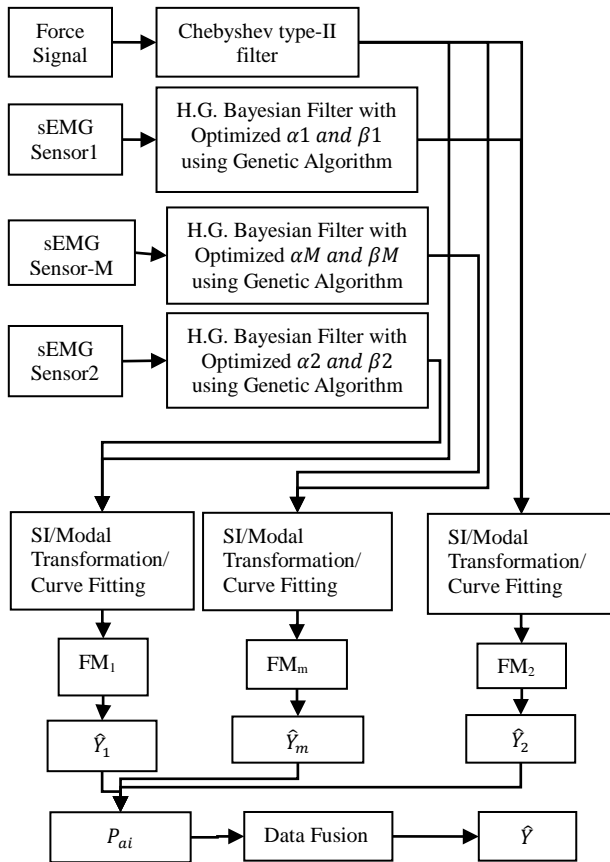 Force
Signal
Chebyshev type-II
filter
sEMG
Sensor1
H.G. Bayesian Filter with
Optimized α1 and β1
using Genetic Algorithm
sEMG
Sensor-M
H.G. Bayesian Filter with
Optimized αM and βM
using Genetic Algorithm
sEMG
Sensor2
H.G. Bayesian Filter with
Optimized α2 and β2
using Genetic Algorithm
SI/Modal
Transformation/
Curve Fitting
SI/Modal
Transformation/
Curve Fitting
SI/Modal
Transformation/
Curve Fitting
FM₁
FMₘ
FM₂
Ŷ₁
Ŷₘ
Ŷ₂
Pₐᵢ
Data Fusion
Ŷ